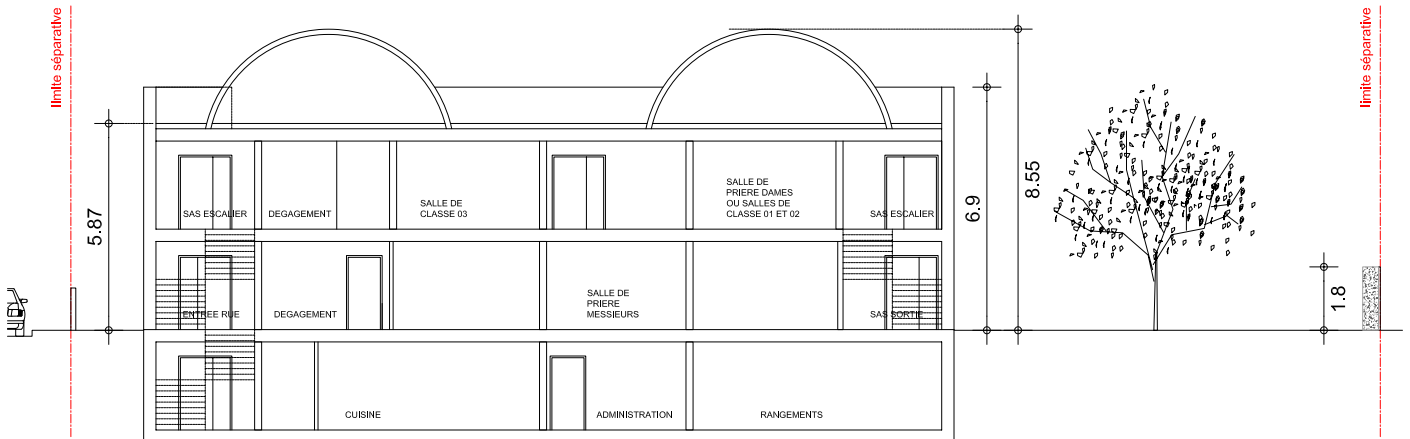 limite séparative
limite séparative
8.55
6.9
5.87
1.8
SAS ESCALIER
DEGAGEMENT
SALLE DE
CLASSE 03
SALLE DE
PRIERE DAMES
OU SALLES DE
CLASSE 01 ET 02
SAS ESCALIER
ENTREE RUE
DEGAGEMENT
SALLE DE
PRIERE
MESSIEURS
SAS SORTIE
CUISINE
ADMINISTRATION
RANGEMENTS